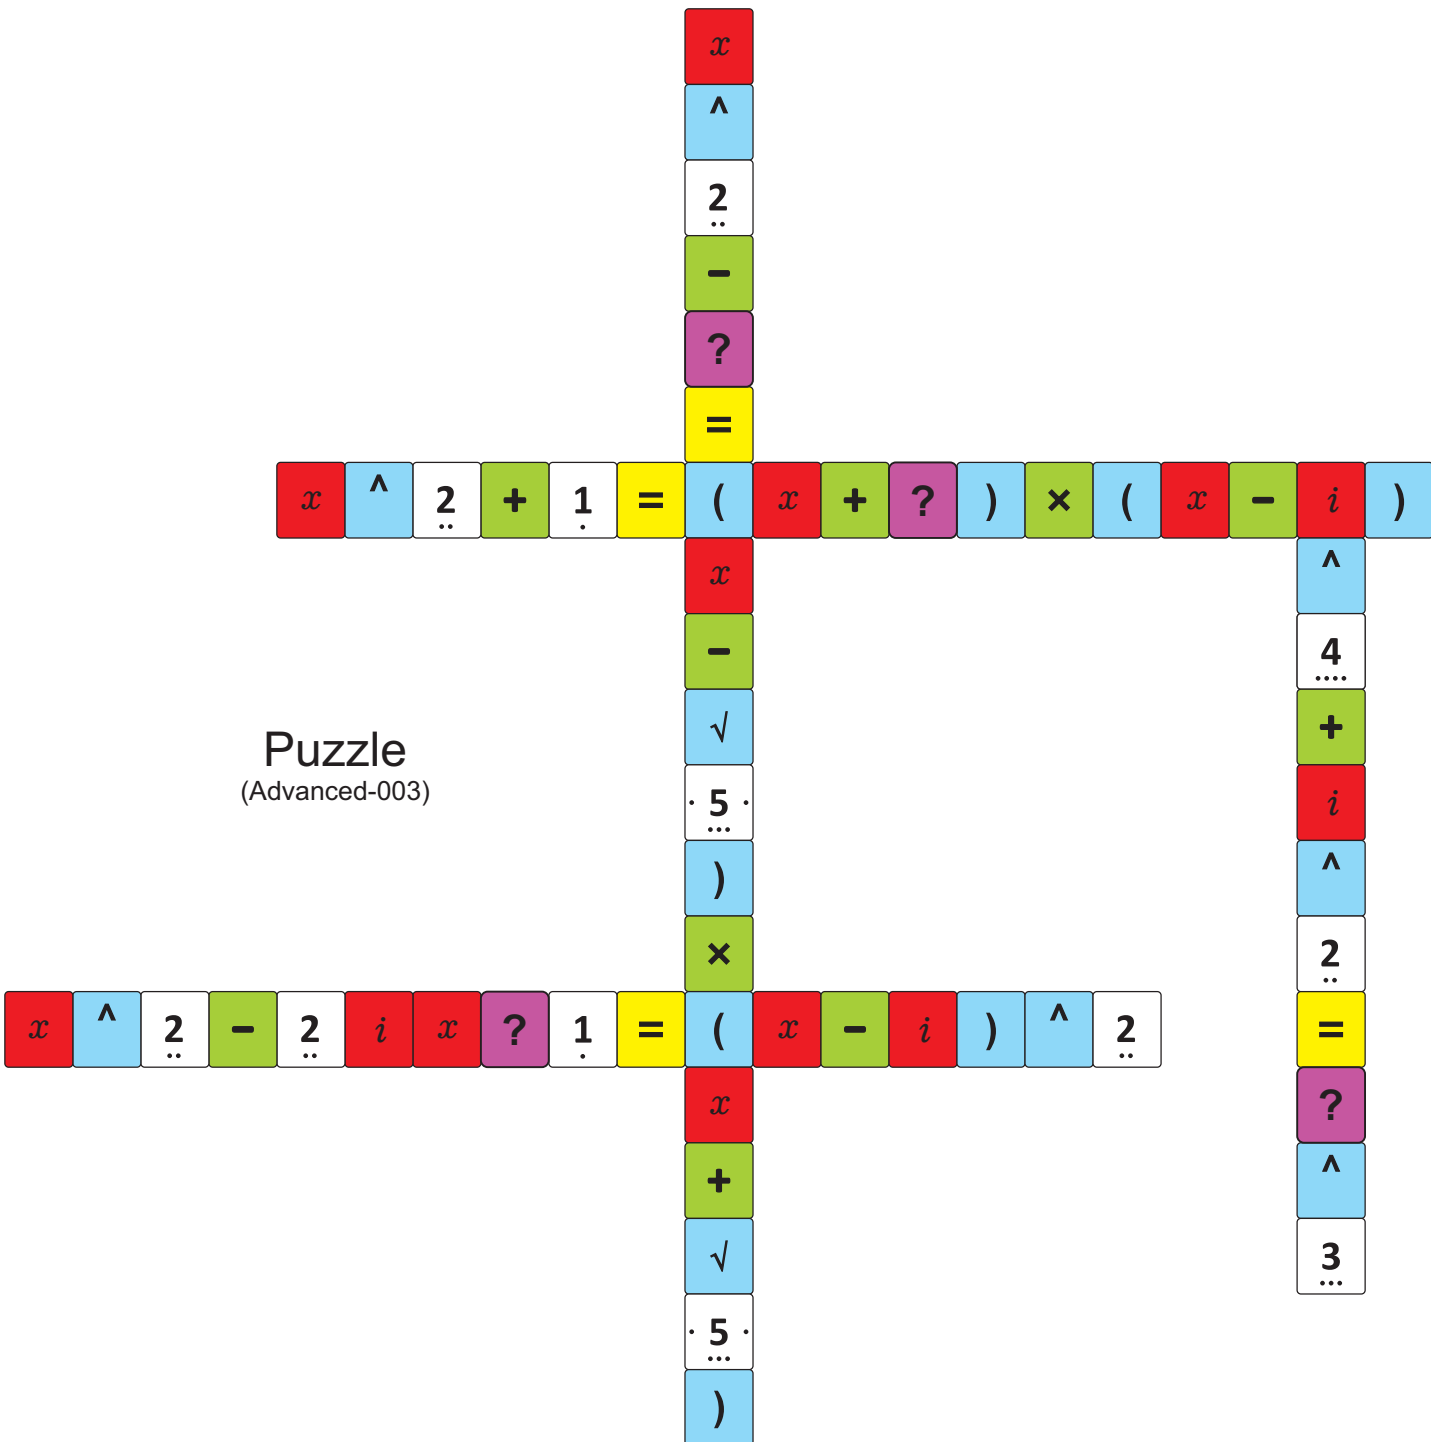 x
^
2
−
?
=
x ^ 2 + 1 = ( x + ? ) × ( x − i )
x
^
−
4
√
+
Puzzle
(Advanced-003)
5
i
)
^
×
2
x ^ 2 − 2 i x ? 1 = ( x − i ) ^ 2
=
x
?
+
^
√
3
5
)